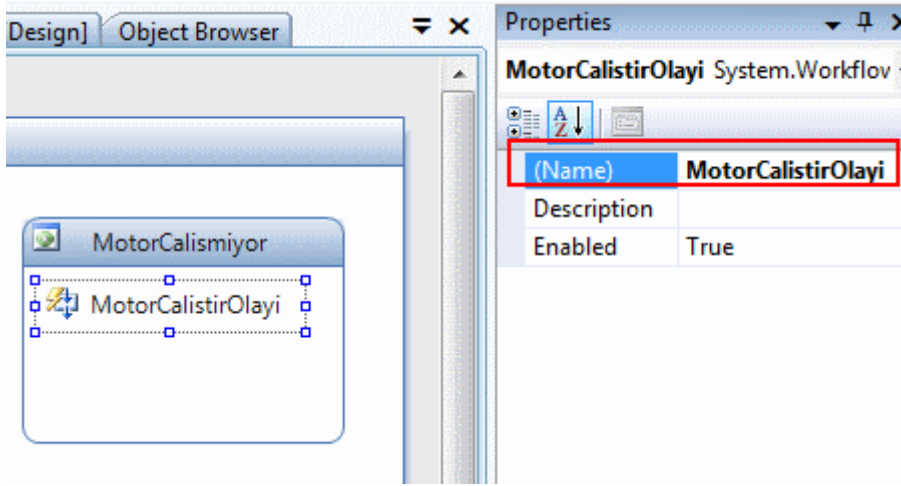 Design] Object Browser
Properties
MotorCalistirOlayi System.Workflov
(Name) MotorCalistirOlayi
Description
Enabled True
MotorCalismiyor
MotorCalistirOlayi